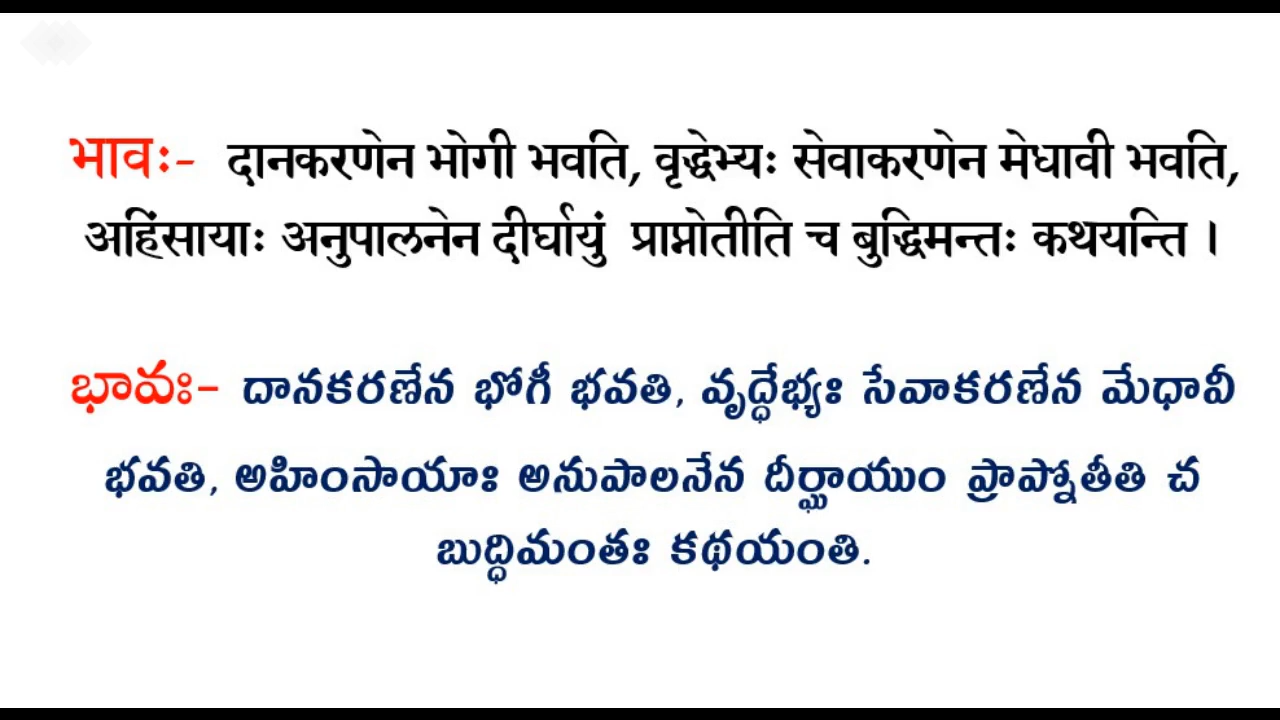 भावः- दानकरणेन भोगी भवति, वृद्धेभ्यः सेवाकरणेन मेधावी भवति,
अहिंसायाः अनुपालनेन दीर्घायुं प्राप्नोतीति च बुद्धिमन्तः कथयन्ति ।
భావః- దానకరణేన భోగీ భవతి, వృద్ధేభ్యః సేవాకరణేన మేధావీ
భవతి, అహింసాయాః అనుపాలనేన దీర్ఘాయుం ప్రాప్నోతీతి చ
బుద్ధిమంతః కథయంతి.